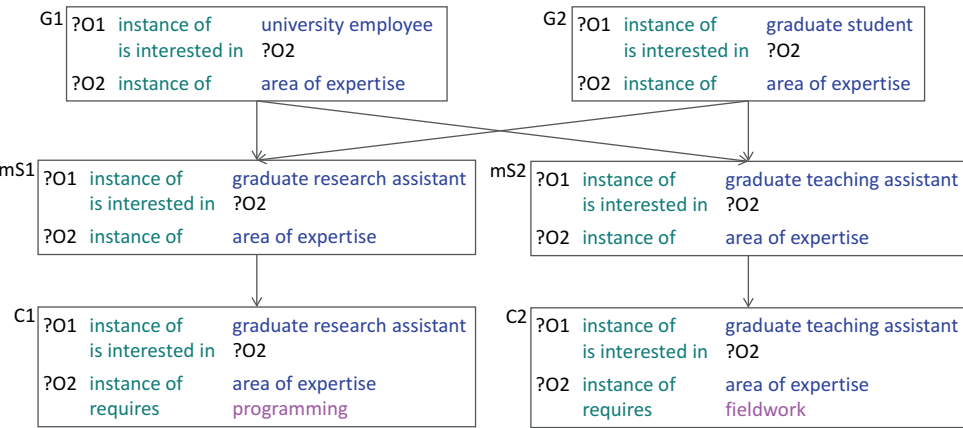 G1 ?O1 instance of university employee
is interested in ?O2
?O2 instance of area of expertise
G2 ?O1 instance of graduate student
is interested in ?O2
?O2 instance of area of expertise
mS1 ?O1 instance of graduate research assistant
is interested in ?O2
?O2 instance of area of expertise
mS2 ?O1 instance of graduate teaching assistant
is interested in ?O2
?O2 instance of area of expertise
C1 ?O1 instance of graduate research assistant
is interested in ?O2
?O2 instance of area of expertise
requires programming
C2 ?O1 instance of graduate teaching assistant
is interested in ?O2
?O2 instance of area of expertise
requires fieldwork